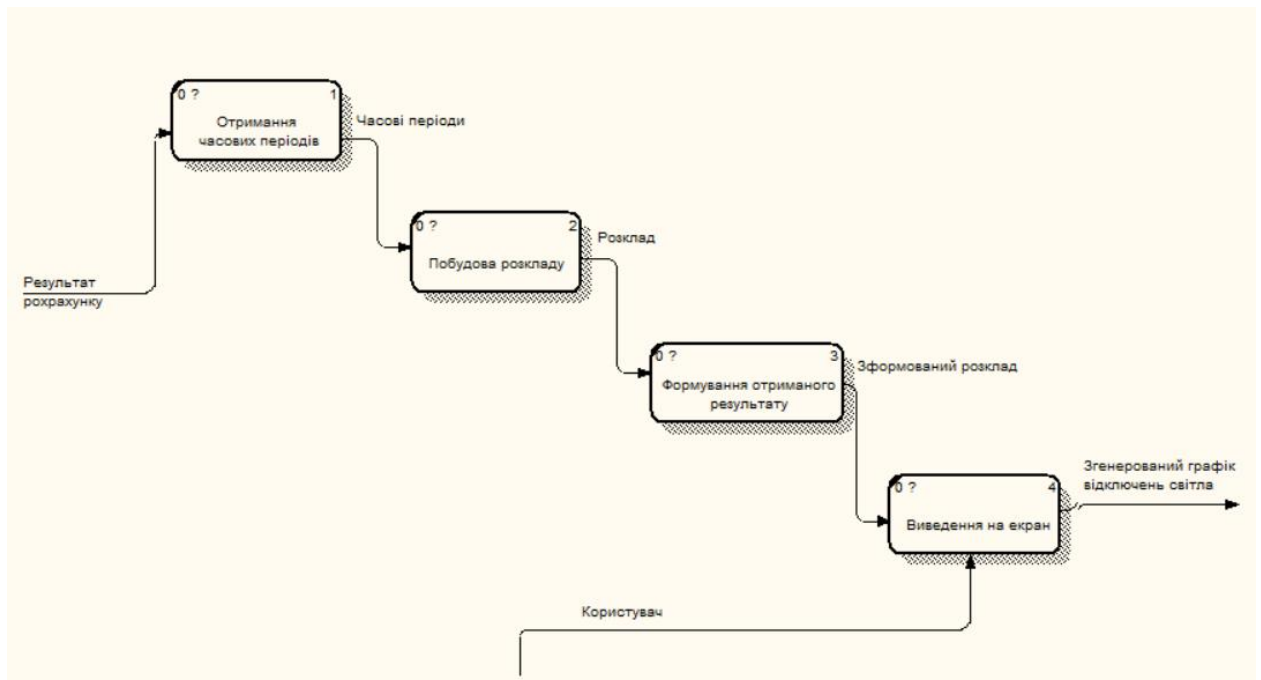 0 ? 1
Отримання
часових періодів
Часові періоди
0 ? 2
Побудова розкладу
Розклад
Результат
рохрахунку
0 ? 3
Формування отриманого
результату
Зформований розклад
0 ? 4
Виведення на екран
Згенерований графік
відключень світла
Користувач